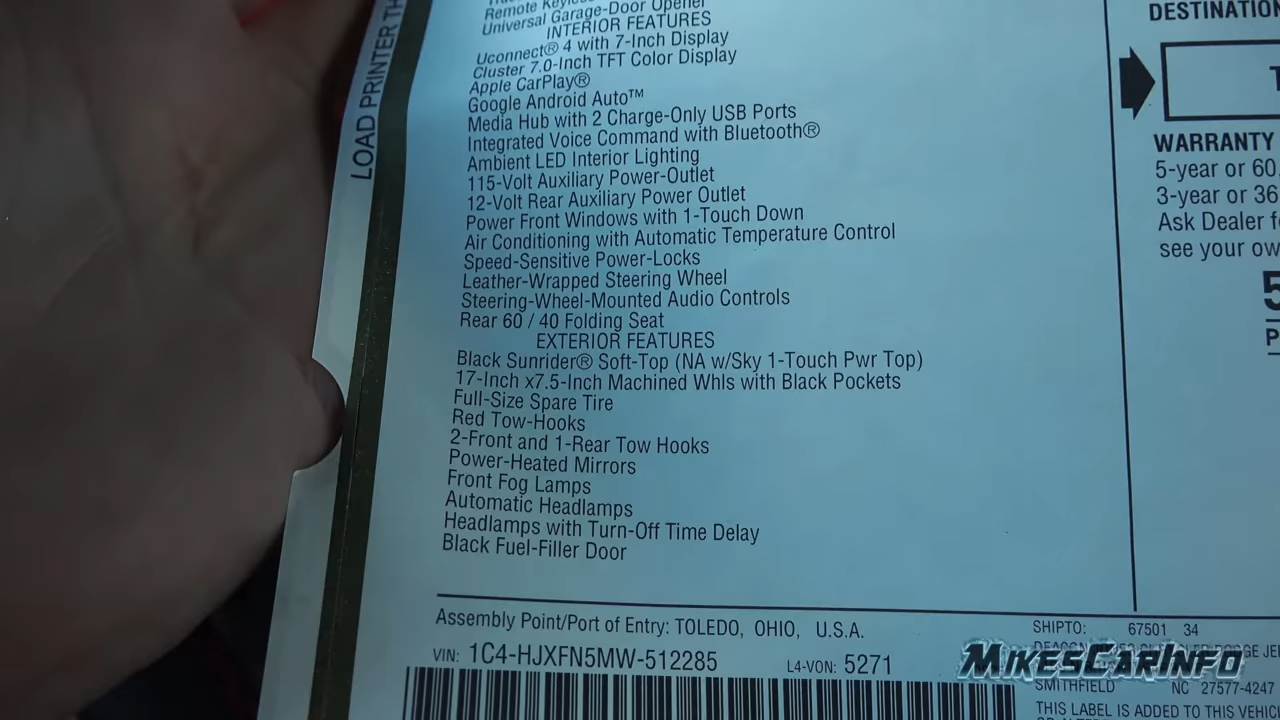 LOAD PRINTER TH
Remote Keyless
Universal Garage-Door Opener
INTERIOR FEATURES
Uconnect® 4 with 7-Inch Display
Cluster 7.0-Inch TFT Color Display
Apple CarPlay®
Google Android Auto™
Media Hub with 2 Charge-Only USB Ports
Integrated Voice Command with Bluetooth®
Ambient LED Interior Lighting
115-Volt Auxiliary Power-Outlet
12-Volt Rear Auxiliary Power Outlet
Power Front Windows with 1-Touch Down
Air Conditioning with Automatic Temperature Control
Speed-Sensitive Power-Locks
Leather-Wrapped Steering Wheel
Steering-Wheel-Mounted Audio Controls
Rear 60 / 40 Folding Seat
EXTERIOR FEATURES
Black Sunrider® Soft-Top (NA w/Sky 1-Touch Pwr Top)
17-Inch x7.5-Inch Machined Whls with Black Pockets
Full-Size Spare Tire
Red Tow-Hooks
2-Front and 1-Rear Tow Hooks
Power-Heated Mirrors
Front Fog Lamps
Automatic Headlamps
Headlamps with Turn-Off Time Delay
Black Fuel-Filler Door
Assembly Point/Port of Entry: TOLEDO, OHIO, U.S.A.
VIN: 1C4-HJXFN5MW-512285 L4-VON: 5271
DESTINATION
WARRANTY
5-year or 60,
3-year or 36
Ask Dealer f
see your ow
5
P
SHIPTO: 67501 34
SMITHFIELD NC 27577-4247
THIS LABEL IS ADDED TO THIS VEHIC
MIKESCARINFO